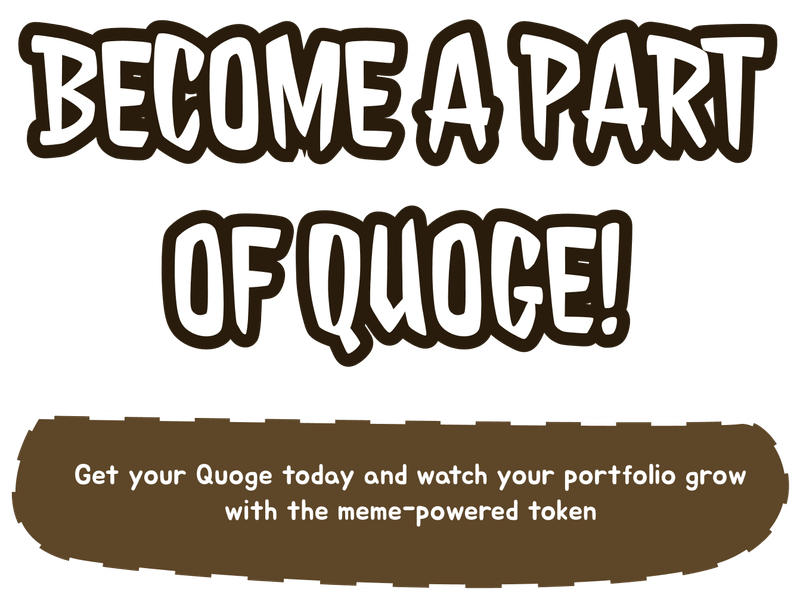 BECOME A PART
OF QUOGE!
Get your Quoge today and watch your portfolio grow
with the meme-powered token